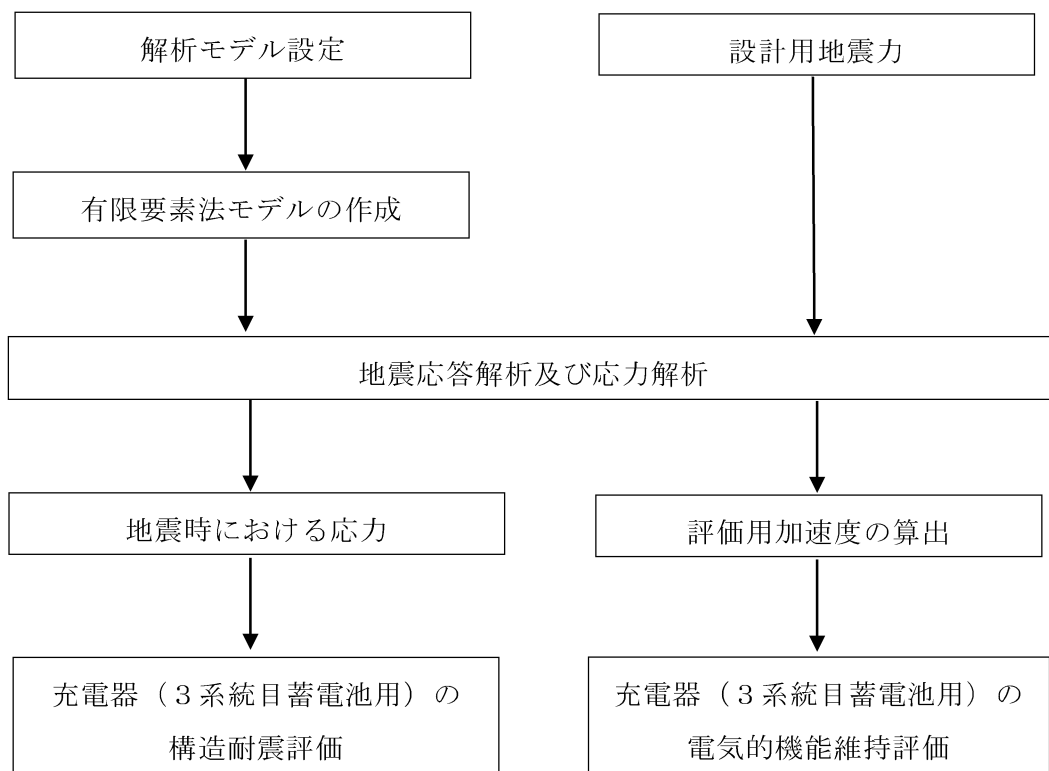 解析モデル設定
設計用地震力
有限要素法モデルの作成
地震応答解析及び応力解析
地震時における応力
評価用加速度の算出
充電器(3系統目蓄電池用)の
構造耐震評価
充電器(3系統目蓄電池用)の
電気的機能維持評価